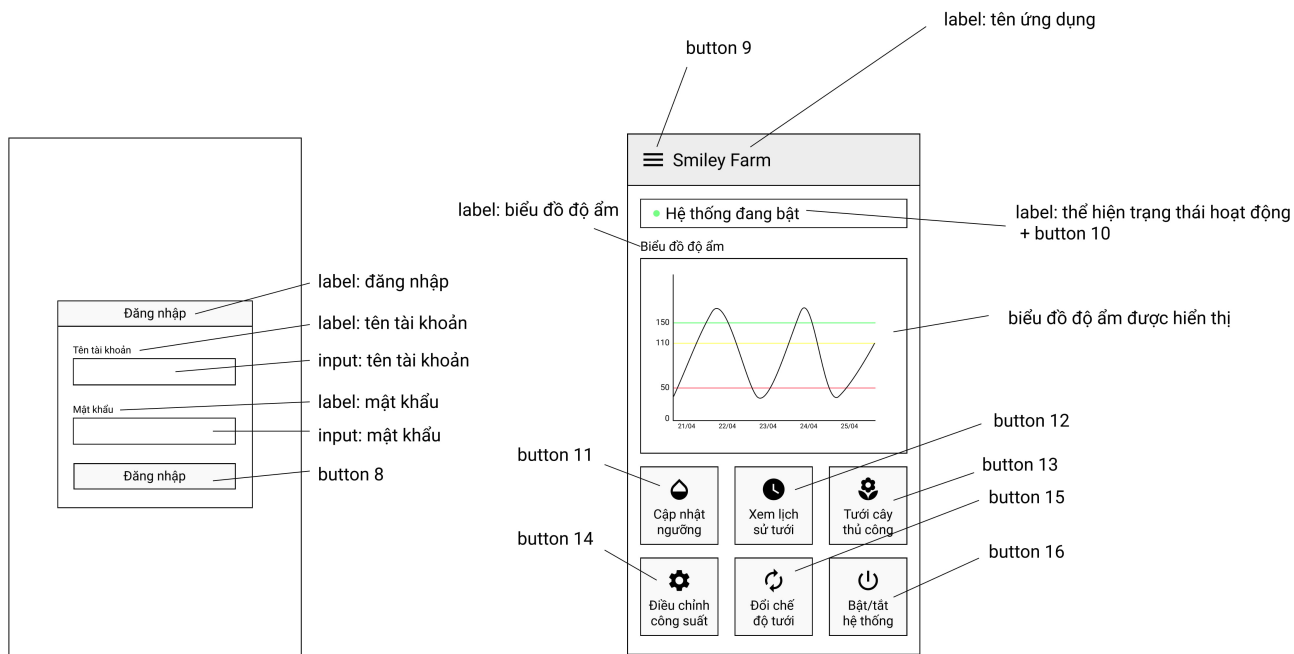 label: tên ứng dụng
button 9
Smiley Farm
label: biểu đồ độ ẩm
Hệ thống đang bật
label: thể hiện trạng thái hoạt động
+ button 10
Biểu đồ độ ẩm
150
110
50
0
21/04
22/04
23/04
24/04
25/04
biểu đồ độ ẩm được hiển thị
label: đăng nhập
Đăng nhập
label: tên tài khoản
Tên tài khoản
input: tên tài khoản
label: mật khẩu
Mật khẩu
input: mật khẩu
Đăng nhập
button 8
button 11
button 12
button 13
button 15
Cập nhật
ngưỡng
Xem lịch
sử tưới
Tưới cây
thủ công
button 14
button 16
Điều chỉnh
công suất
Đổi chế
độ tưới
Bật/tắt
hệ thống